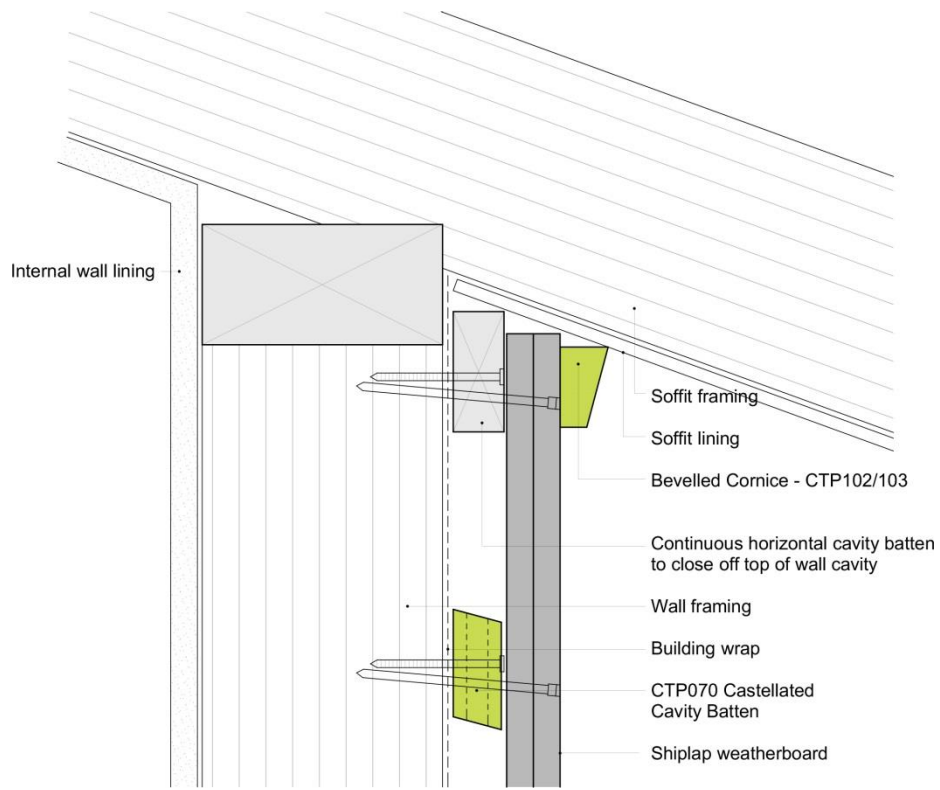 Internal wall lining
Soffit framing
Soffit lining
Bevelled Cornice - CTP102/103
Continuous horizontal cavity batten
to close off top of wall cavity
Wall framing
Building wrap
CTP070 Castellated
Cavity Batten
Shiplap weatherboard